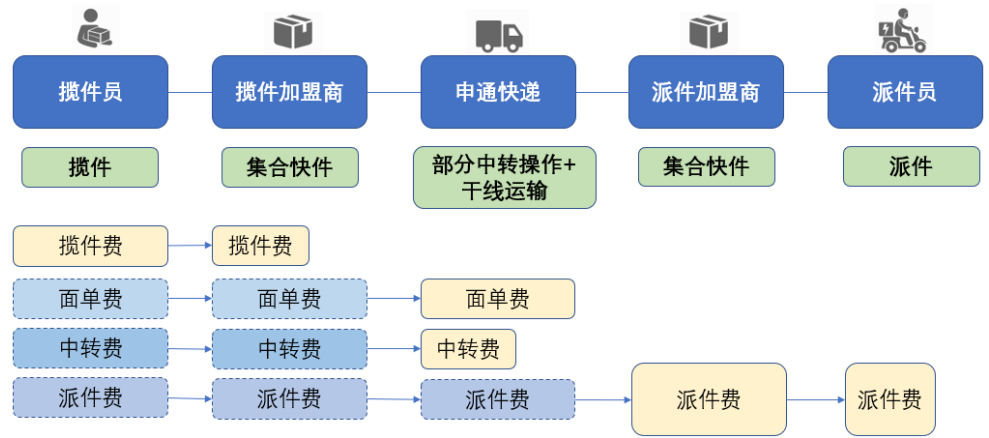 揽件员
揽件加盟商
申通快递
派件加盟商
派件员
揽件
集合快件
部分中转操作+
干线运输
集合快件
派件
揽件费
揽件费
面单费
面单费
面单费
中转费
中转费
中转费
派件费
派件费
派件费
派件费
派件费